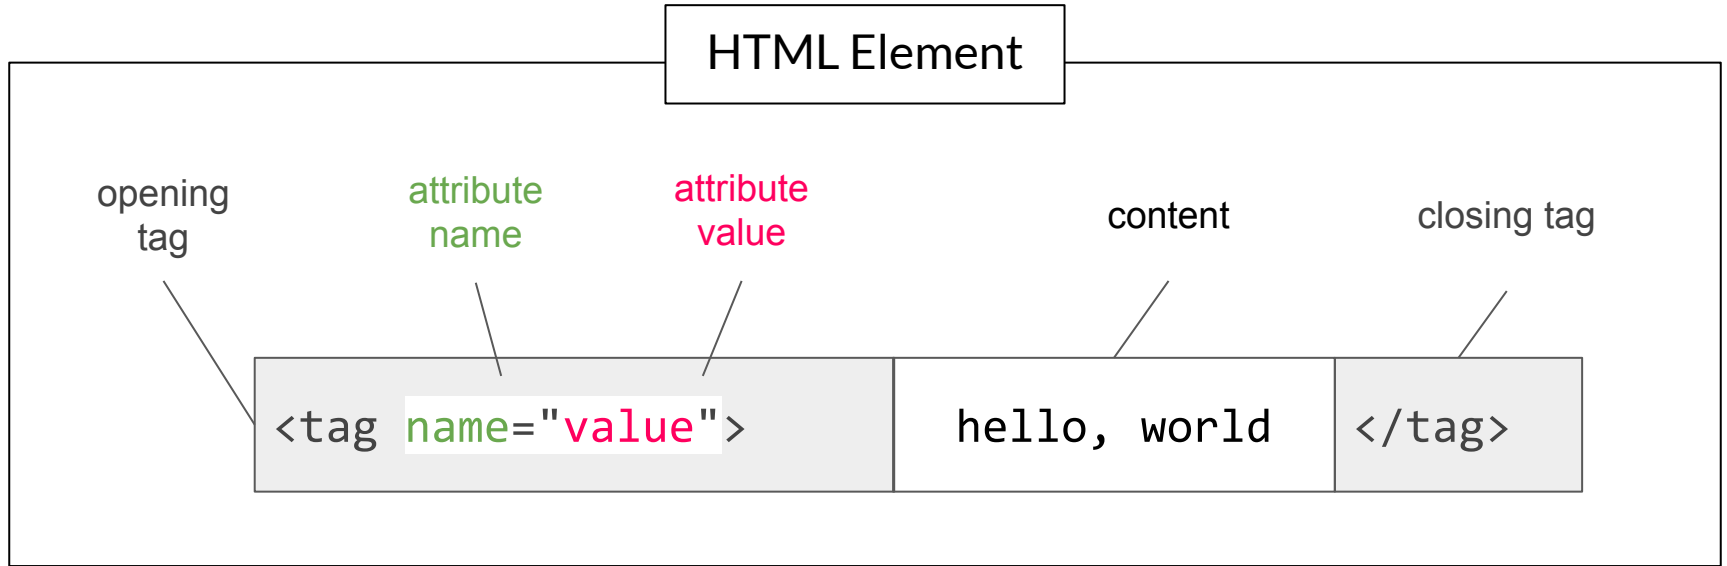 HTML Element
opening
tag
attribute
name
attribute
value
content
closing tag
<tag name="value">
hello, world
</tag>